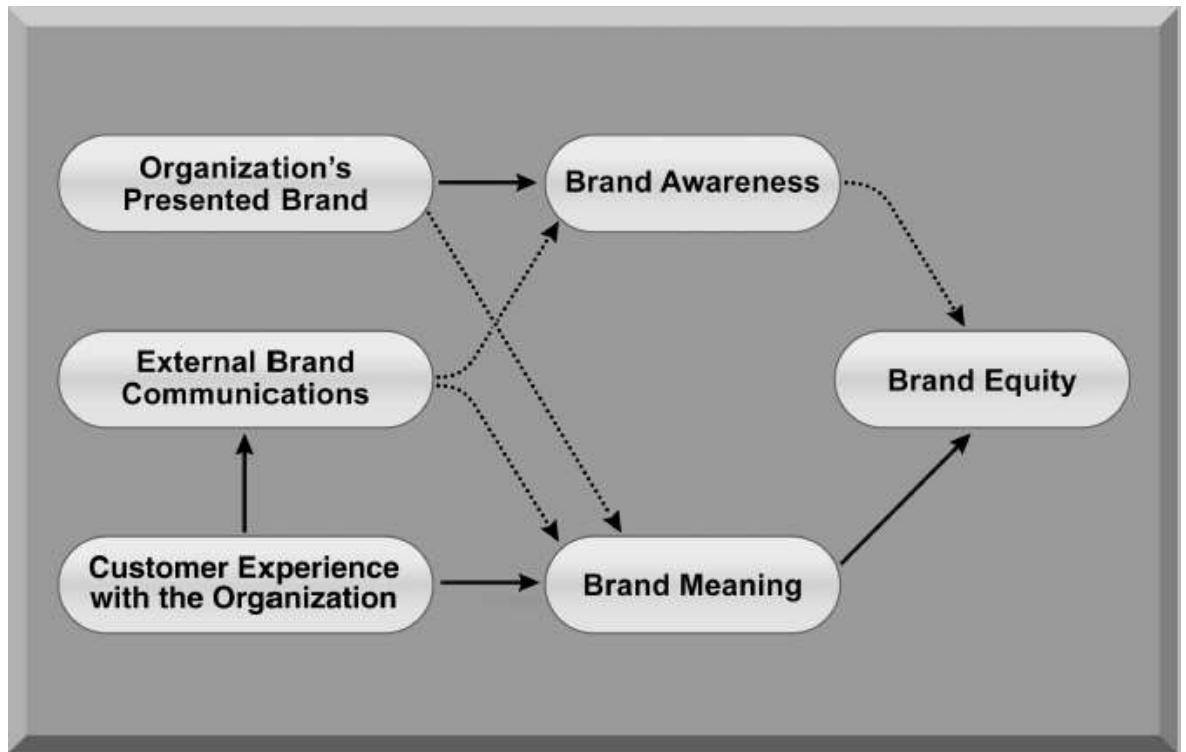 Organization's
Presented Brand
Brand Awareness
External Brand
Communications
Brand Equity
Customer Experience
with the Organization
Brand Meaning